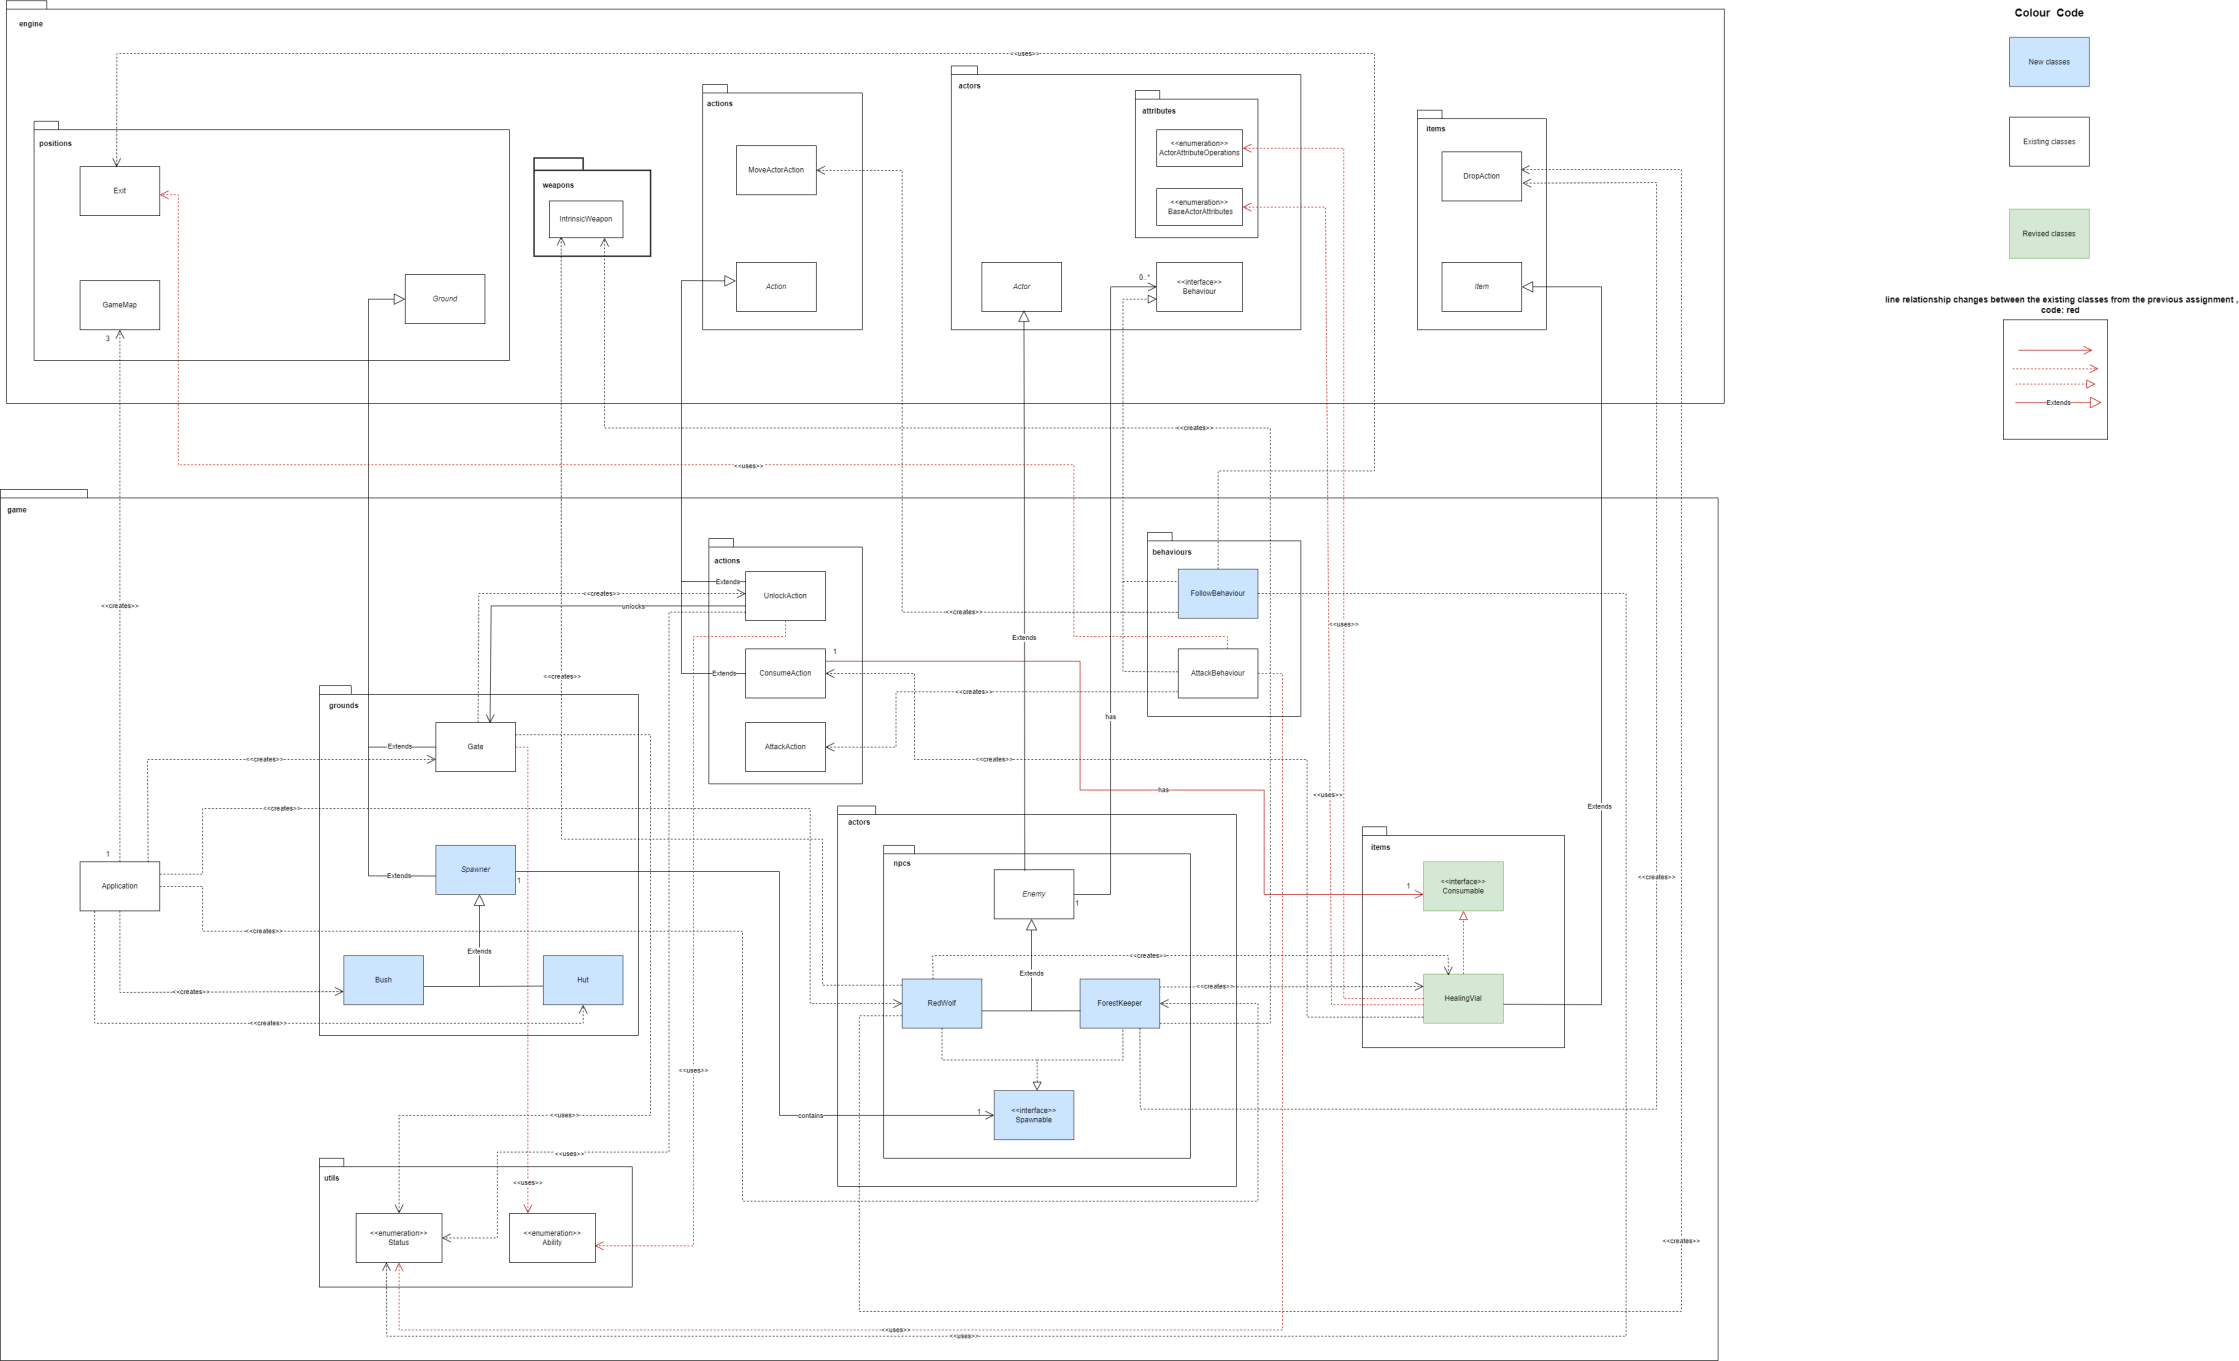 Colour Code
New classes
Existing classes
Revised classes
line relationship changes between the existing classes from the previous assignment ,
code: red
Extends
engine
<<uses>>
positions
Exit
GameMap
3
Ground
weapons
IntrinsicWeapon
actions
MoveActorAction
Action
actors
attributes
<<enumeration>>
ActorAttributeOperations
<<enumeration>>
BaseActorAttributes
Actor
0..*
<<interface>>
Behaviour
items
DropAction
Item
<<creates>>
<<uses>>
game
<<creates>>
actions
Extends
UnlockAction
<<creates>>
unlocks
Extends
ConsumeAction
1
AttackAction
behaviours
FollowBehaviour
<<creates>>
AttackBehaviour
<<creates>>
Extends
<<uses>>
<<creates>>
has
<<creates>>
has
<<uses>>
Extends
grounds
Gate
Extends
<<creates>>
<<creates>>
Spawner
1
Extends
1
Application
<<creates>>
Extends
Bush
Hut
<<creates>>
<<creates>>
actors
npcs
Enemy
1
<<creates>>
Extends
RedWolf
ForestKeeper
<<creates>>
<<interface>>
Spawnable
1
contains
items
<<interface>>
Consumable
1
HealingVial
<<creates>>
<<creates>>
<<uses>>
<<uses>>
<<uses>>
<<uses>>
utils
<<enumeration>>
Status
<<enumeration>>
Ability
<<uses>>
<<uses>>